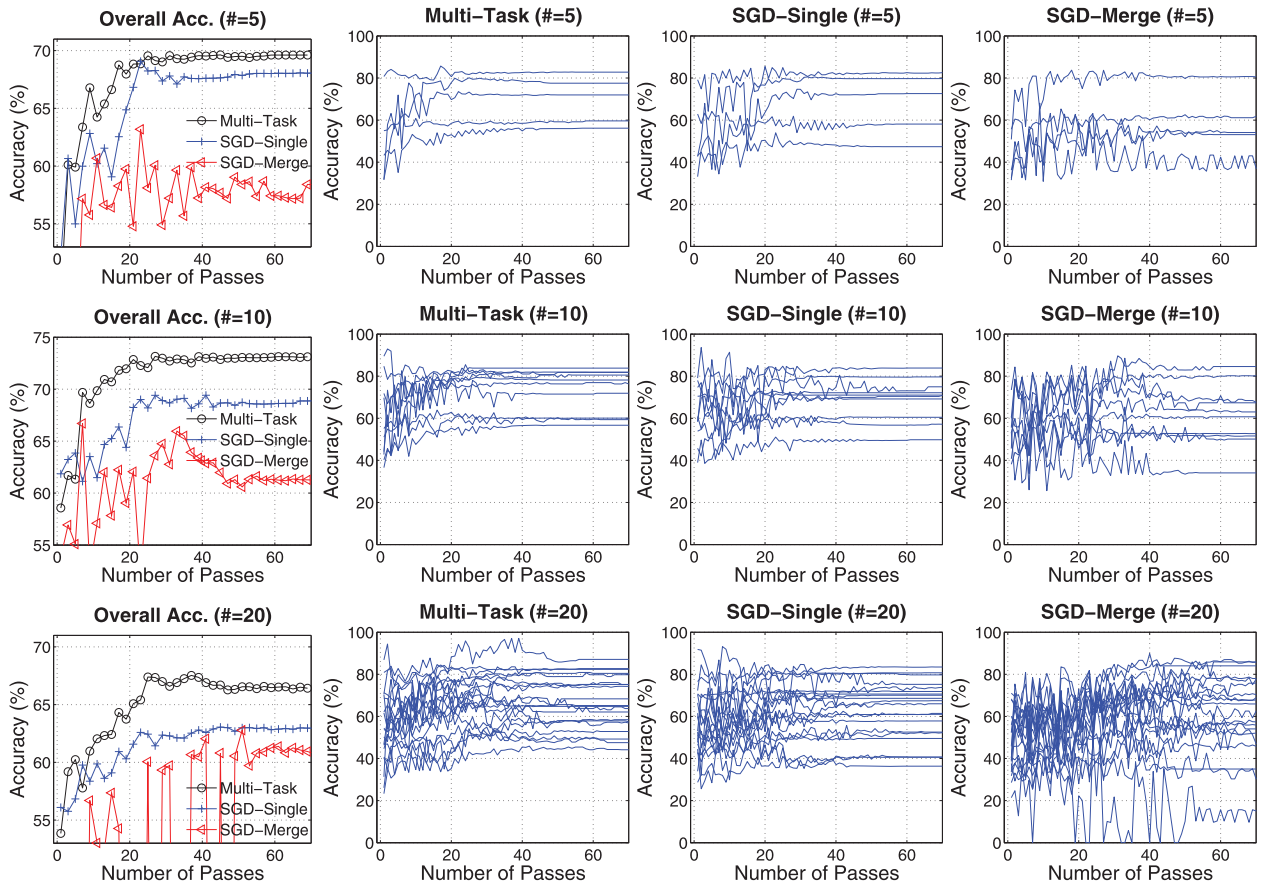 Overall Acc. (#=5)
Accuracy (%)
70
65
60
55
0
20
40
60
Number of Passes
Multi-Task
SGD-Single
SGD-Merge
Multi-Task (#=5)
Accuracy (%)
100
80
60
40
20
0
0
20
40
60
Number of Passes
SGD-Single (#=5)
Accuracy (%)
100
80
60
40
20
0
0
20
40
60
Number of Passes
SGD-Merge (#=5)
Accuracy (%)
100
80
60
40
20
0
0
20
40
60
Number of Passes
Overall Acc. (#=10)
Accuracy (%)
75
70
65
60
55
0
20
40
60
Number of Passes
Multi-Task
SGD-Single
SGD-Merge
Multi-Task (#=10)
Accuracy (%)
100
80
60
40
20
0
0
20
40
60
Number of Passes
SGD-Single (#=10)
Accuracy (%)
100
80
60
40
20
0
0
20
40
60
Number of Passes
SGD-Merge (#=10)
Accuracy (%)
100
80
60
40
20
0
0
20
40
60
Number of Passes
Overall Acc. (#=20)
Accuracy (%)
70
65
60
55
0
20
40
60
Number of Passes
Multi-Task
SGD-Single
SGD-Merge
Multi-Task (#=20)
Accuracy (%)
100
80
60
40
20
0
0
20
40
60
Number of Passes
SGD-Single (#=20)
Accuracy (%)
100
80
60
40
20
0
0
20
40
60
Number of Passes
SGD-Merge (#=20)
Accuracy (%)
100
80
60
40
20
0
0
20
40
60
Number of Passes